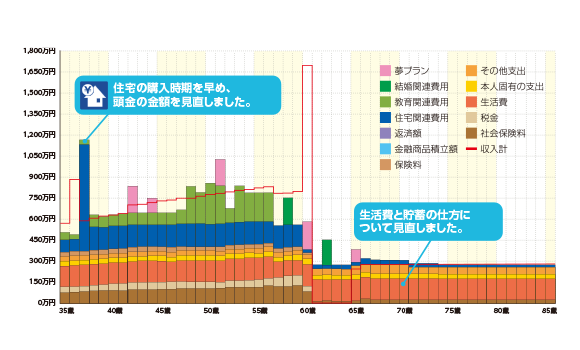 1,800万円
1,650万円
1,500万円
1,350万円
1,200万円
1,050万円
900万円
750万円
600万円
450万円
300万円
150万円
0万円
住宅の購入時期を早め、
頭金の金額を見直しました。
夢プラン
結婚関連費用
教育関連費用
住宅関連費用
返済額
金融商品積立額
保険料
その他支出
本人固有の支出
生活費
税金
社会保険料
収入計
生活費と貯蓄の仕方に
ついて見直しました。
35歳 40歳 45歳 50歳 55歳 60歳 65歳 70歳 75歳 80歳 85歳